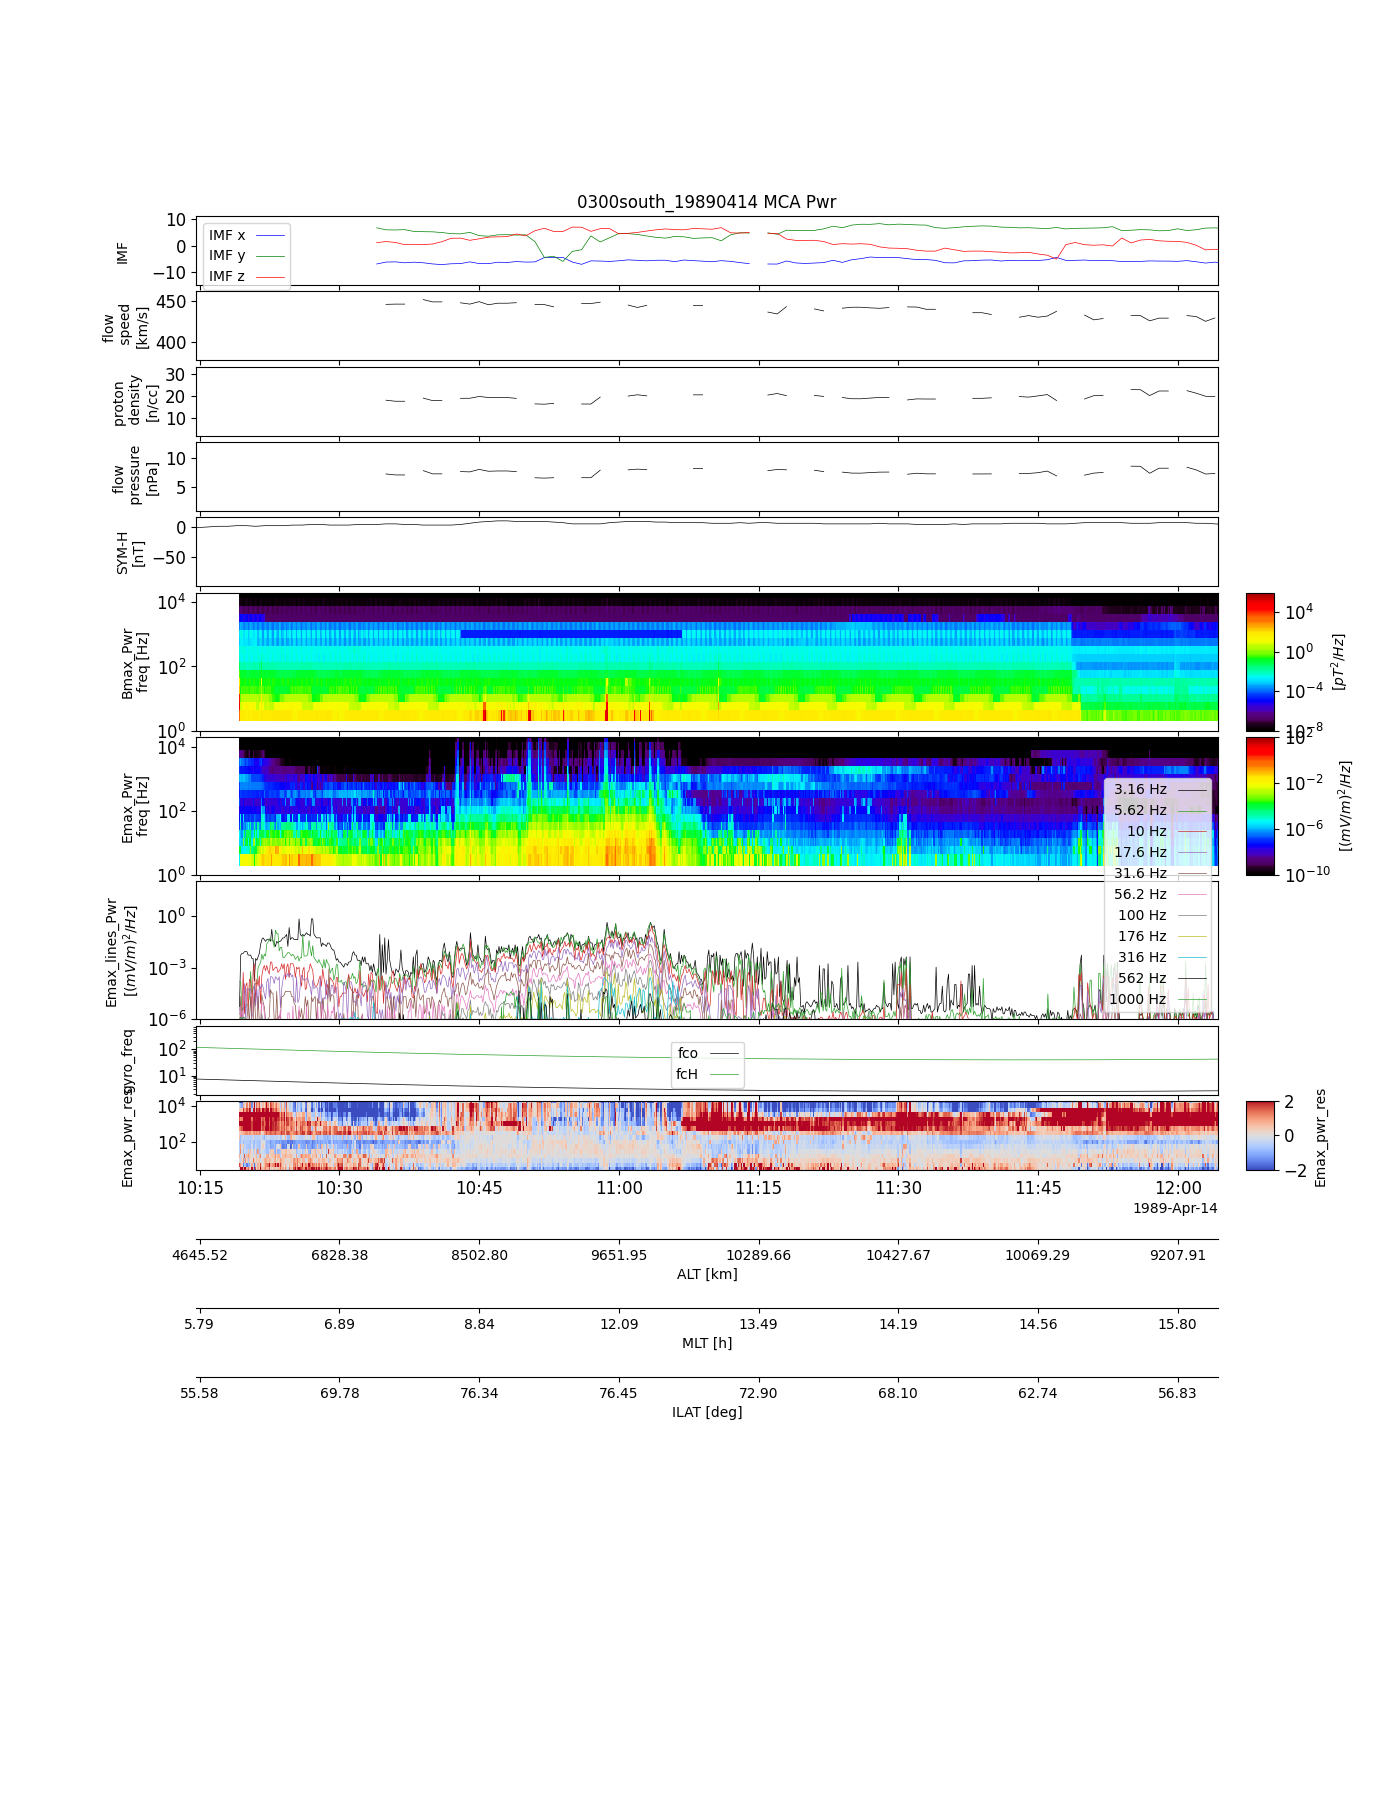 0300south_19890414 MCA Pwr
10
0
−10
IMF
IMF x
IMF y
IMF z
450
400
flow
speed
[km/s]
30
20
10
proton
density
[n/cc]
10
5
flow
pressure
[nPa]
0
−50
SYM-H
[nT]
10^4
10^2
10^0
Bmax_Pwr
freq [Hz]
10^4
10^0
10^−4
10^−8
[pT^2/Hz]
10^4
10^2
10^0
Emax_Pwr
freq [Hz]
10^2
10^−2
10^−6
10^−10
[(mV/m)^2/Hz]
3.16 Hz
5.62 Hz
10 Hz
17.6 Hz
31.6 Hz
56.2 Hz
100 Hz
176 Hz
316 Hz
562 Hz
1000 Hz
10^0
10^−3
10^−6
Emax_lines_Pwr
[(mV/m)^2/Hz]
10^2
10^1
gyro_freq
fco
fcH
10^4
10^2
Emax_pwr_res
2
0
−2
Emax_pwr_res
10:15 10:30 10:45 11:00 11:15 11:30 11:45 12:00
1989-Apr-14
4645.52 6828.38 8502.80 9651.95 10289.66 10427.67 10069.29 9207.91
ALT [km]
5.79 6.89 8.84 12.09 13.49 14.19 14.56 15.80
MLT [h]
55.58 69.78 76.34 76.45 72.90 68.10 62.74 56.83
ILAT [deg]